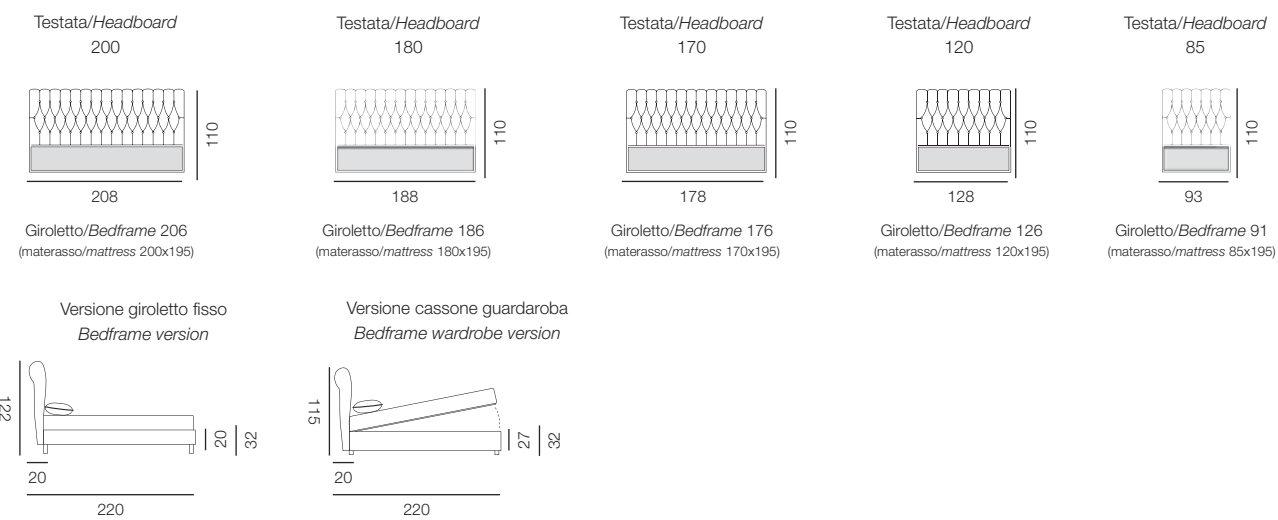 Testata/Headboard
200
110
208
Giroletto/Bedframe 206
(materasso/mattress 200x195)
Testata/Headboard
180
110
188
Giroletto/Bedframe 186
(materasso/mattress 180x195)
Testata/Headboard
170
110
178
Giroletto/Bedframe 176
(materasso/mattress 170x195)
Testata/Headboard
120
110
128
Giroletto/Bedframe 126
(materasso/mattress 120x195)
Testata/Headboard
85
110
93
Giroletto/Bedframe 91
(materasso/mattress 85x195)
Versione giroletto fisso
Bedframe version
122
20
32
20
220
Versione cassone guardaroba
Bedframe wardrobe version
115
27
32
20
220